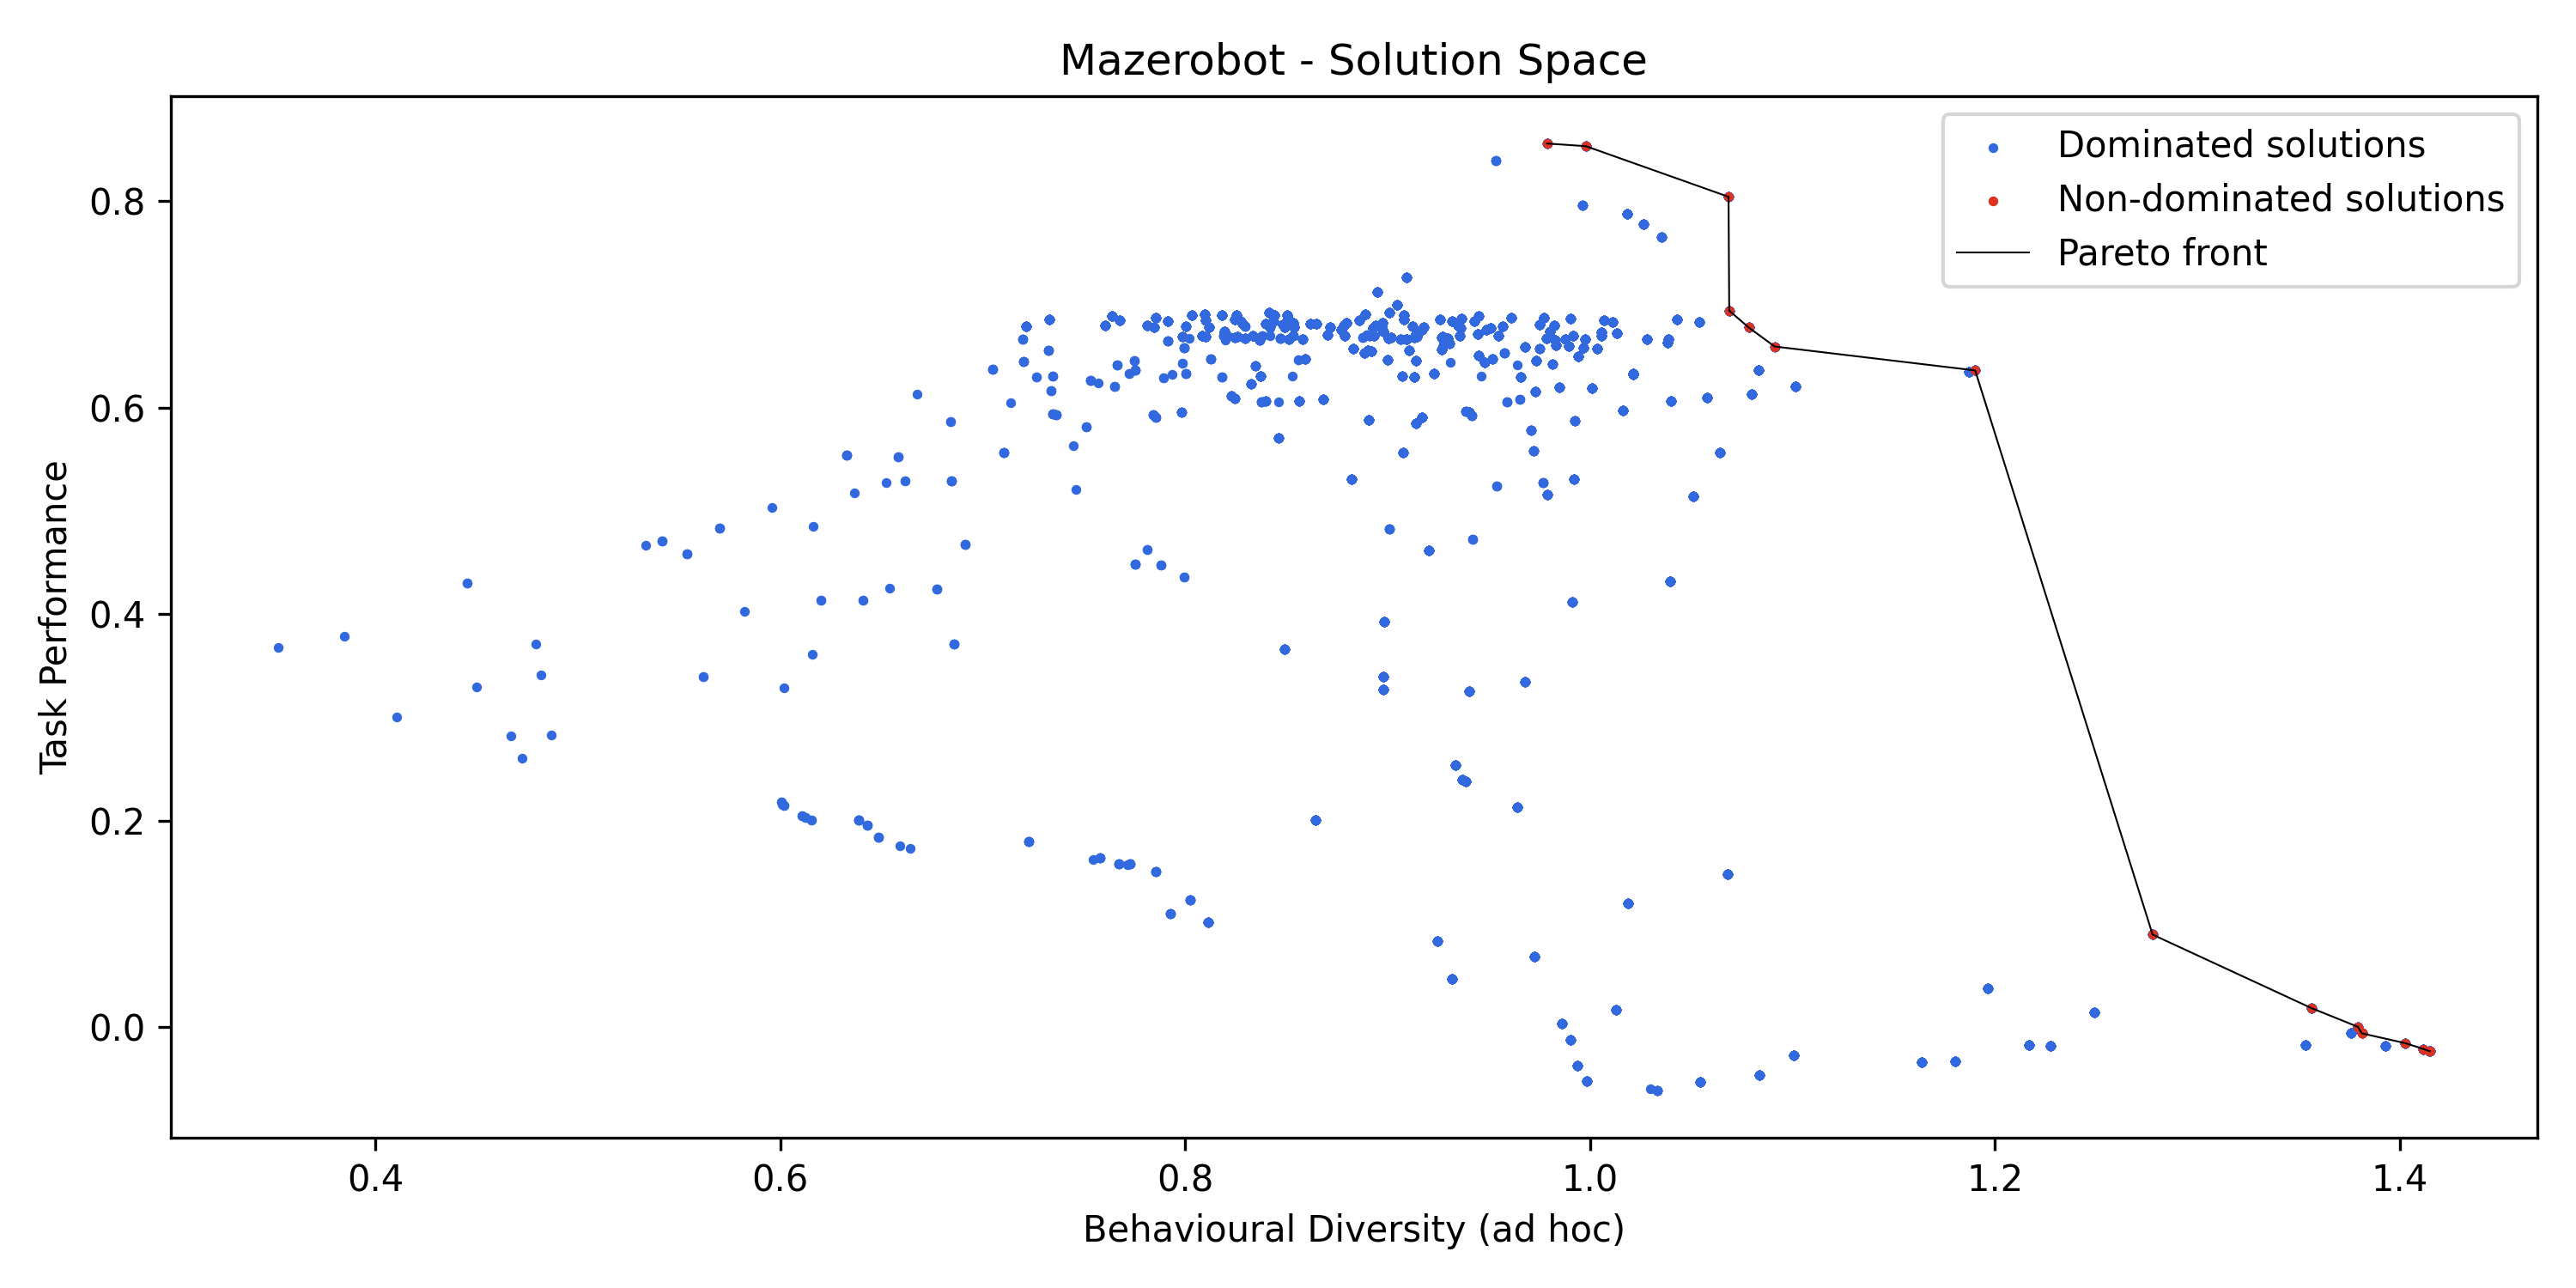 Mazerobot - Solution Space
Dominated solutions
Non-dominated solutions
Pareto front
Task Performance
0.8
0.6
0.4
0.2
0.0
0.4
0.6
0.8
1.0
1.2
1.4
Behavioural Diversity (ad hoc)